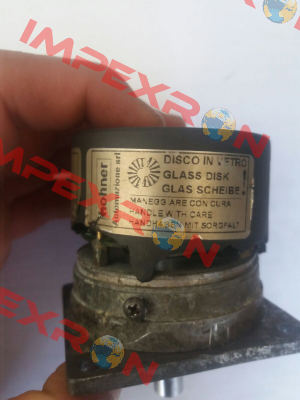 IMPEXRON
hohner
Automazione srl
DISCO IN VETRO
GLASS DISK !
GLAS SCHEIBE
MANEGGIARE CON CURA
HANDLE WITH CARE
HANDHABEN MIT SORGFALT
IMPEXRON
IMPEXRON